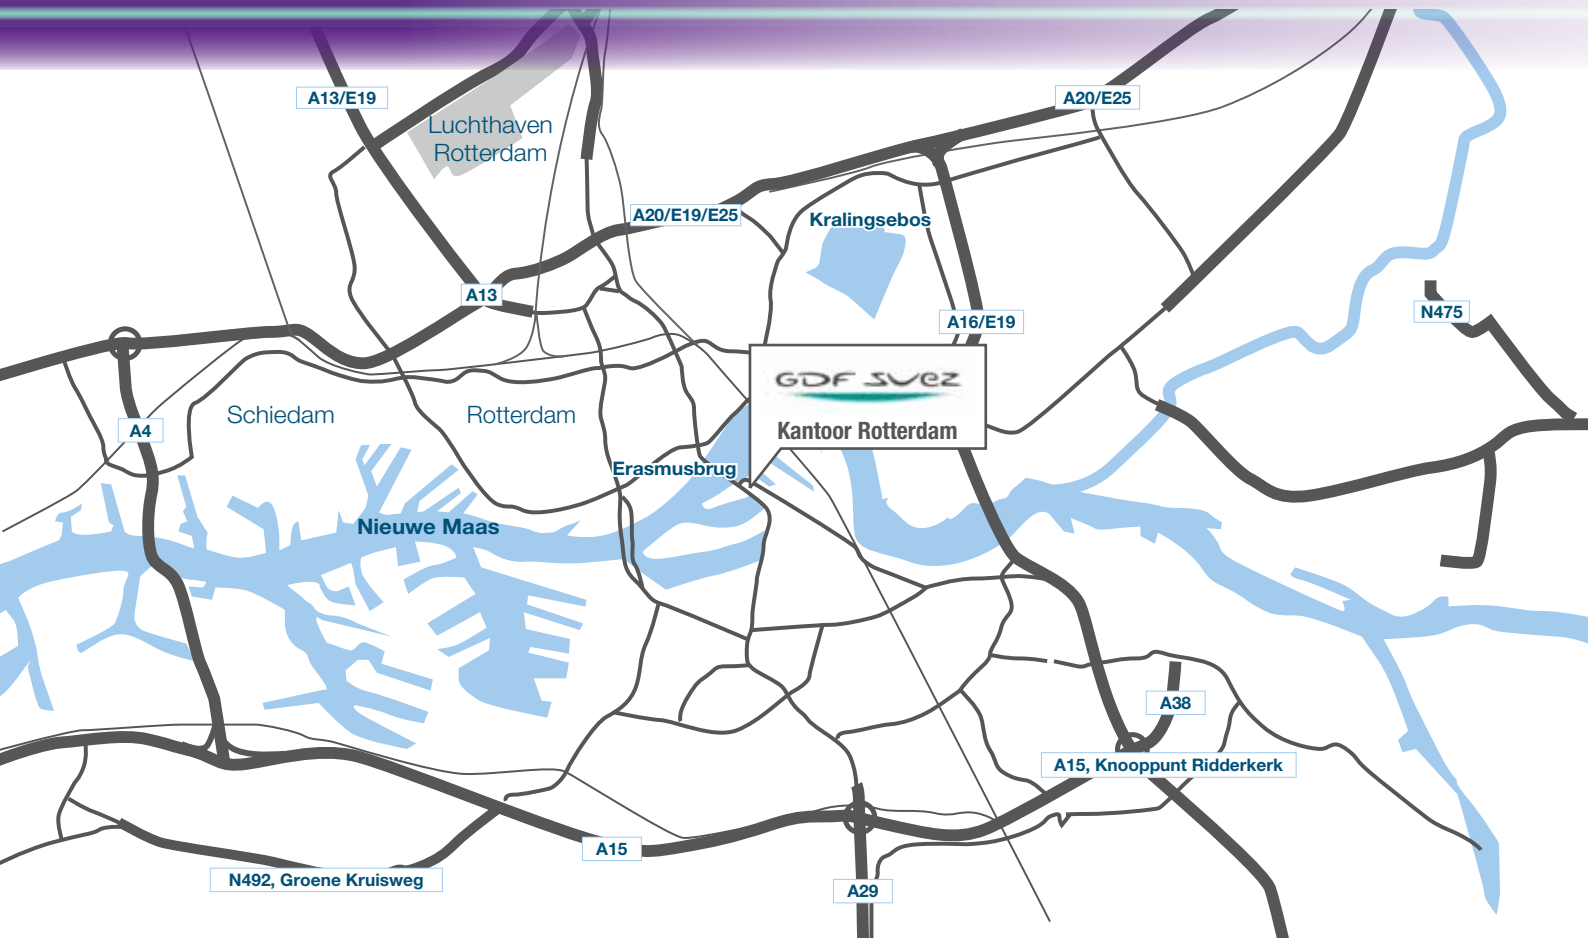 A13/E19
A20/E25
Luchthaven
Rotterdam
A20/E19/E25
Kralingsebos
A13
N475
A16/E19
GDF SUEZ
Kantoor Rotterdam
Schiedam
Rotterdam
A4
Erasmusbrug
Nieuwe Maas
A38
A15, Knooppunt Ridderkerk
A15
N492, Groene Kruisweg
A29